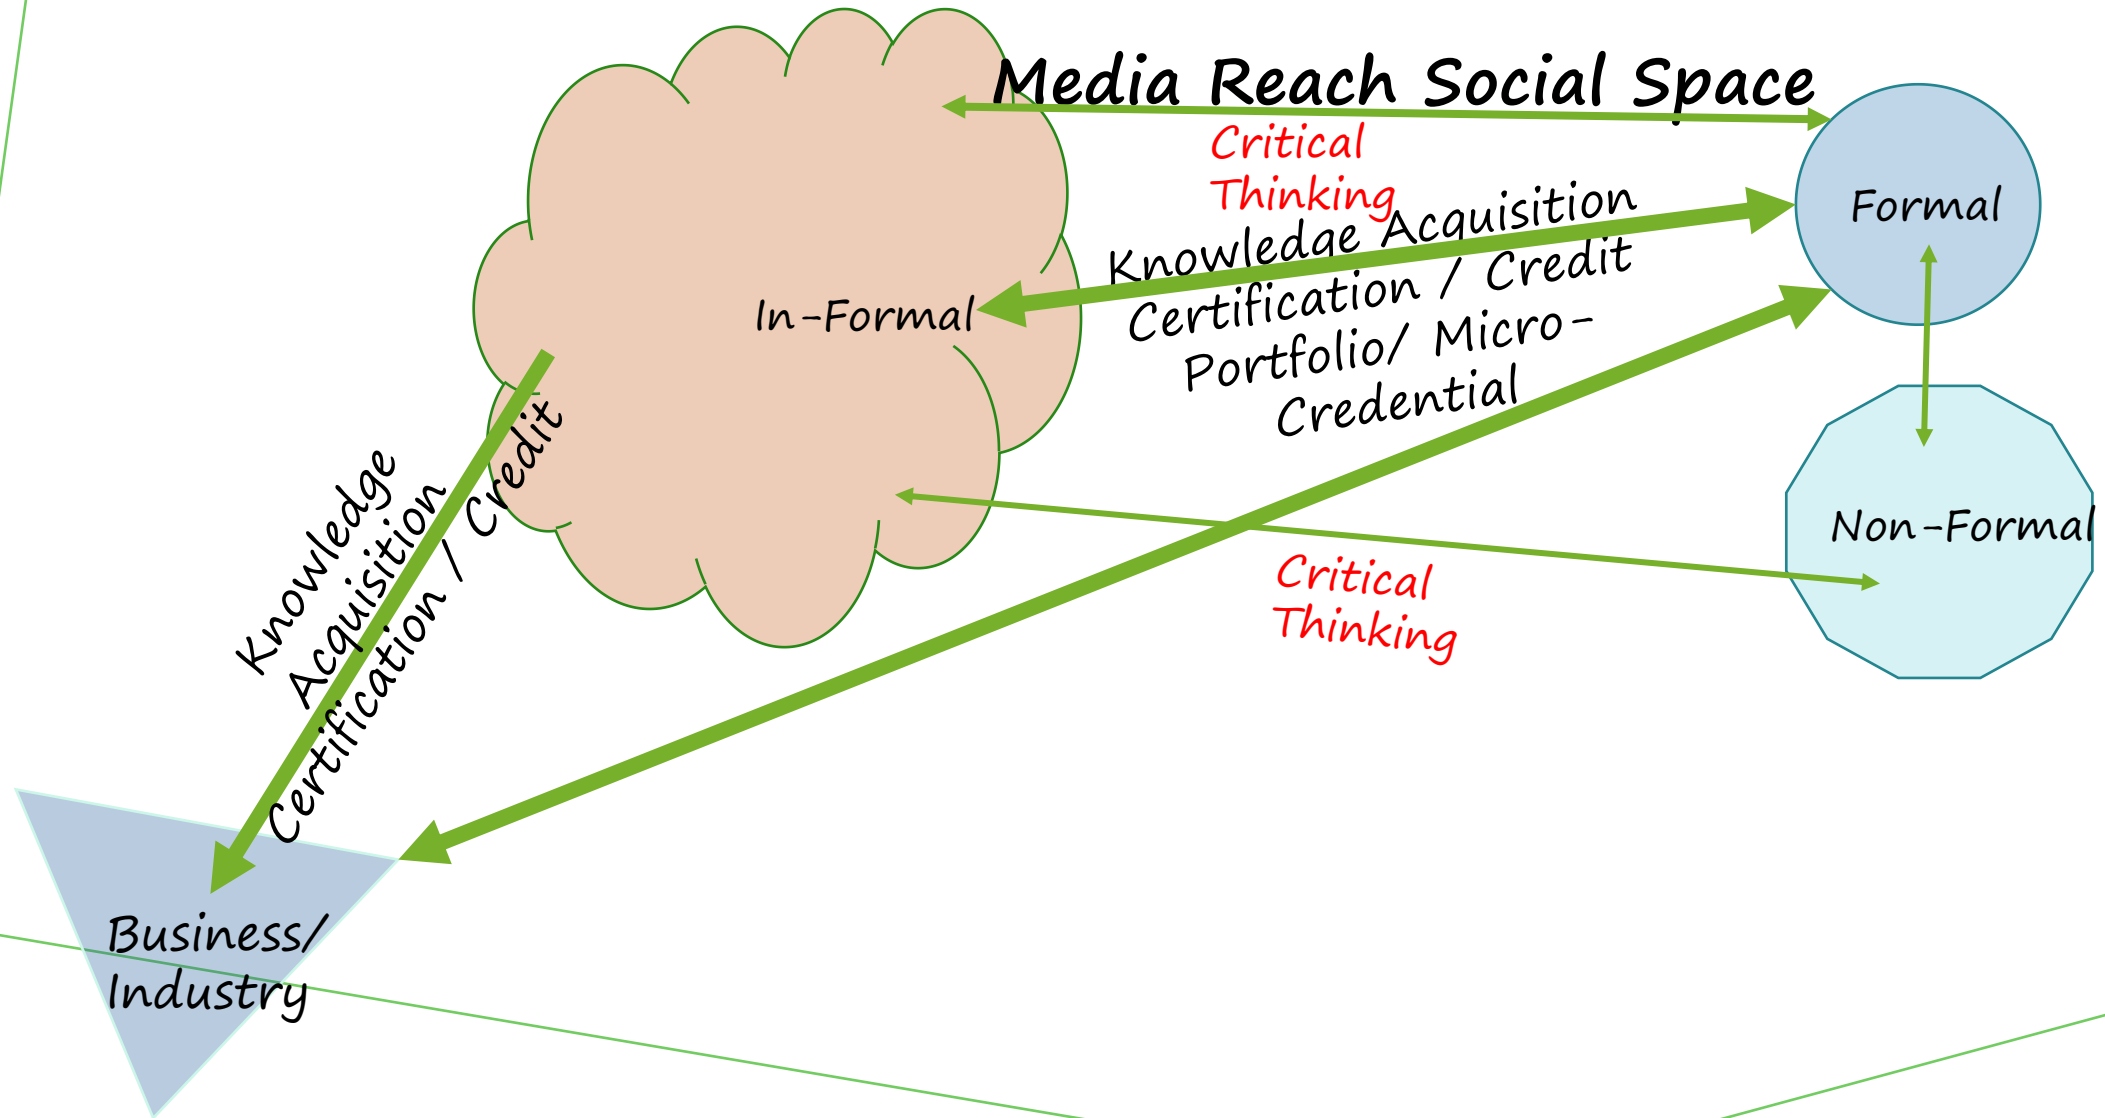 Media Reach Social Space
Critical
Thinking
Formal
Knowledge Acquisition
Certification / Credit
Portfolio/ Micro-
Credential
In-Formal
Knowledge
Acquisition
Certification / Credit
Non-Formal
Critical
Thinking
Business/
Industry